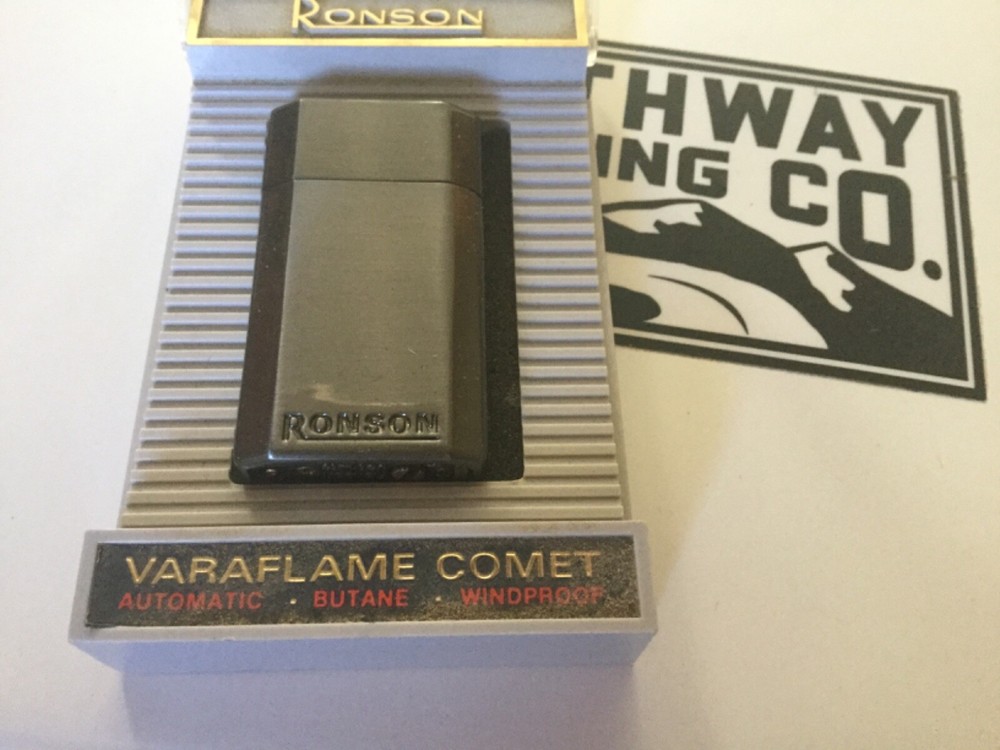 RONSON
THWAY
ING CO.
RONSON
VARAFLAME COMET
AUTOMATIC · BUTANE · WINDPROOF